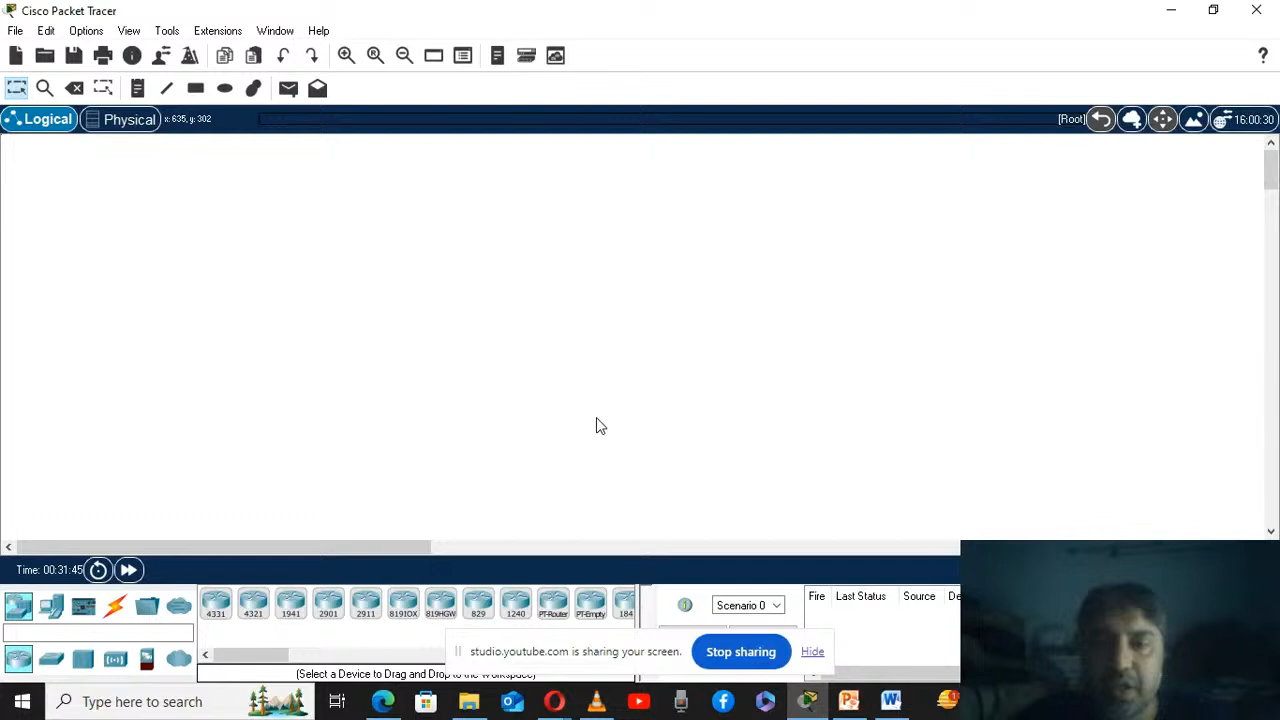 Cisco Packet Tracer
File Edit Options View Tools Extensions Window Help
Logical Physical x: 635, y: 302 [Root] 16:00:30
Time: 00:31:45
4331 4321 1941 2901 2911 819IOX 819HGW 829 1240 PT-Router PT-Empty 184
Scenario 0
Fire Last Status Source De
studio.youtube.com is sharing your screen. Stop sharing Hide
(Select a Device to Drag and Drop to the Workspace)
Type here to search